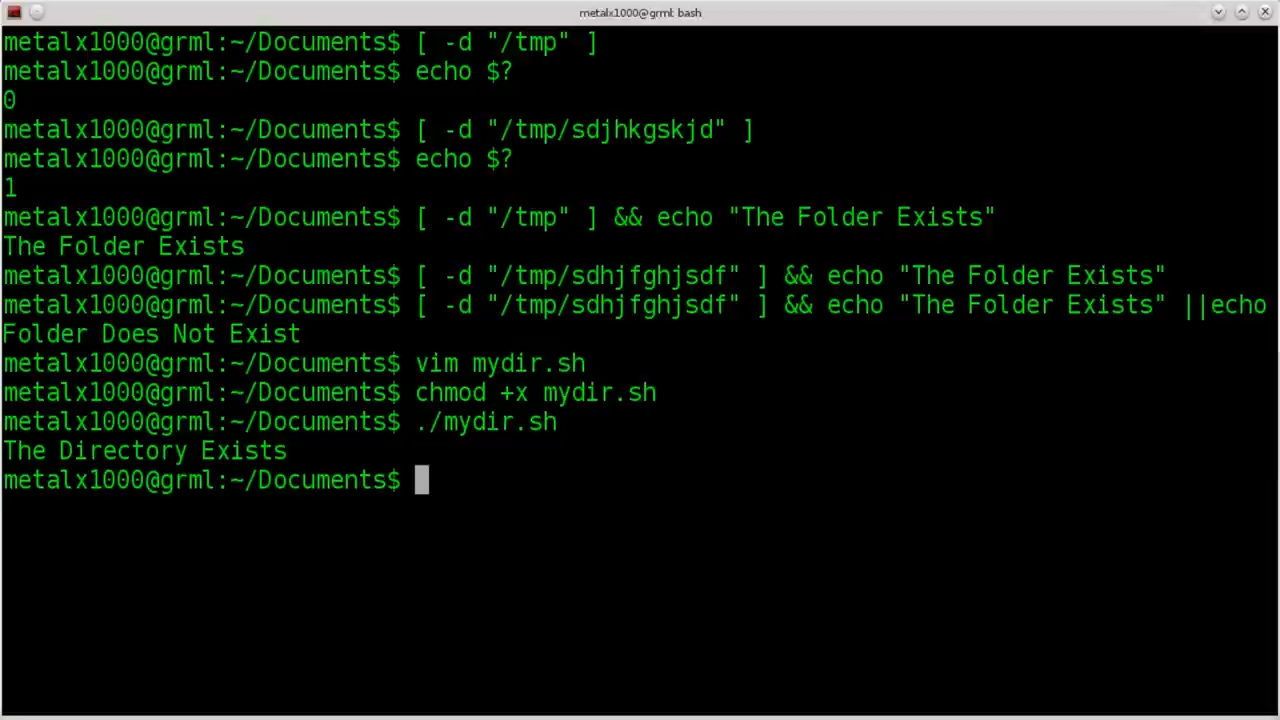 metalx1000@grml: bash
metalx1000@grml:~/Documents$ [ -d "/tmp" ]
metalx1000@grml:~/Documents$ echo $?
0
metalx1000@grml:~/Documents$ [ -d "/tmp/sdjhkgskjd" ]
metalx1000@grml:~/Documents$ echo $?
1
metalx1000@grml:~/Documents$ [ -d "/tmp" ] && echo "The Folder Exists"
The Folder Exists
metalx1000@grml:~/Documents$ [ -d "/tmp/sdhjfghjsdf" ] && echo "The Folder Exists"
metalx1000@grml:~/Documents$ [ -d "/tmp/sdhjfghjsdf" ] && echo "The Folder Exists" ||echo
Folder Does Not Exist
metalx1000@grml:~/Documents$ vim mydir.sh
metalx1000@grml:~/Documents$ chmod +x mydir.sh
metalx1000@grml:~/Documents$ ./mydir.sh
The Directory Exists
metalx1000@grml:~/Documents$